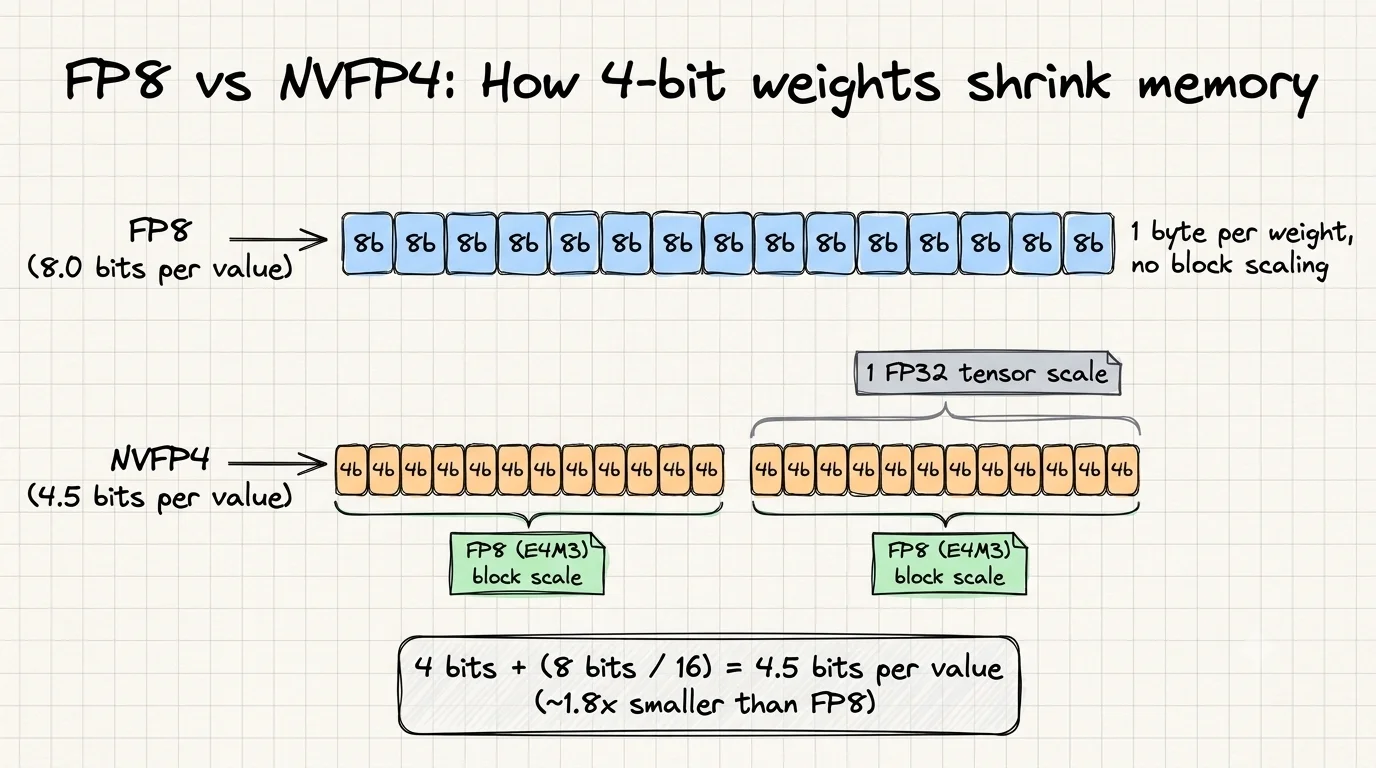 FP8 vs NVFP4: How 4-bit weights shrink memory
FP8
(8.0 bits per value)
8b 8b 8b 8b 8b 8b 8b 8b 8b 8b 8b 8b 8b 8b 8b
1 byte per weight,
no block scaling
1 FP32 tensor scale
NVFP4
(4.5 bits per value)
4b 4b 4b 4b 4b 4b 4b 4b 4b 4b 4b 4b
4b 4b 4b 4b 4b 4b 4b 4b 4b 4b 4b 4b
FP8 (E4M3)
block scale
FP8 (E4M3)
block scale
4 bits + (8 bits / 16) = 4.5 bits per value
(~1.8x smaller than FP8)